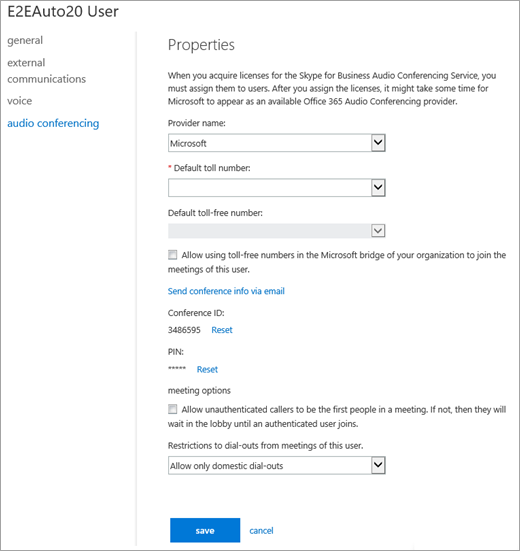 E2EAuto20 User
general
external
communications
voice
audio conferencing
Properties
When you acquire licenses for the Skype for Business Audio Conferencing Service, you
must assign them to users. After you assign the licenses, it might take some time for
Microsoft to appear as an available Office 365 Audio Conferencing provider.
Provider name:
Microsoft
* Default toll number:
Default toll-free number:
Allow using toll-free numbers in the Microsoft bridge of your organization to join the
meetings of this user.
Send conference info via email
Conference ID:
3486595 Reset
PIN:
***** Reset
meeting options
Allow unauthenticated callers to be the first people in a meeting. If not, then they will
wait in the lobby until an authenticated user joins.
Restrictions to dial-outs from meetings of this user.
Allow only domestic dial-outs
save cancel